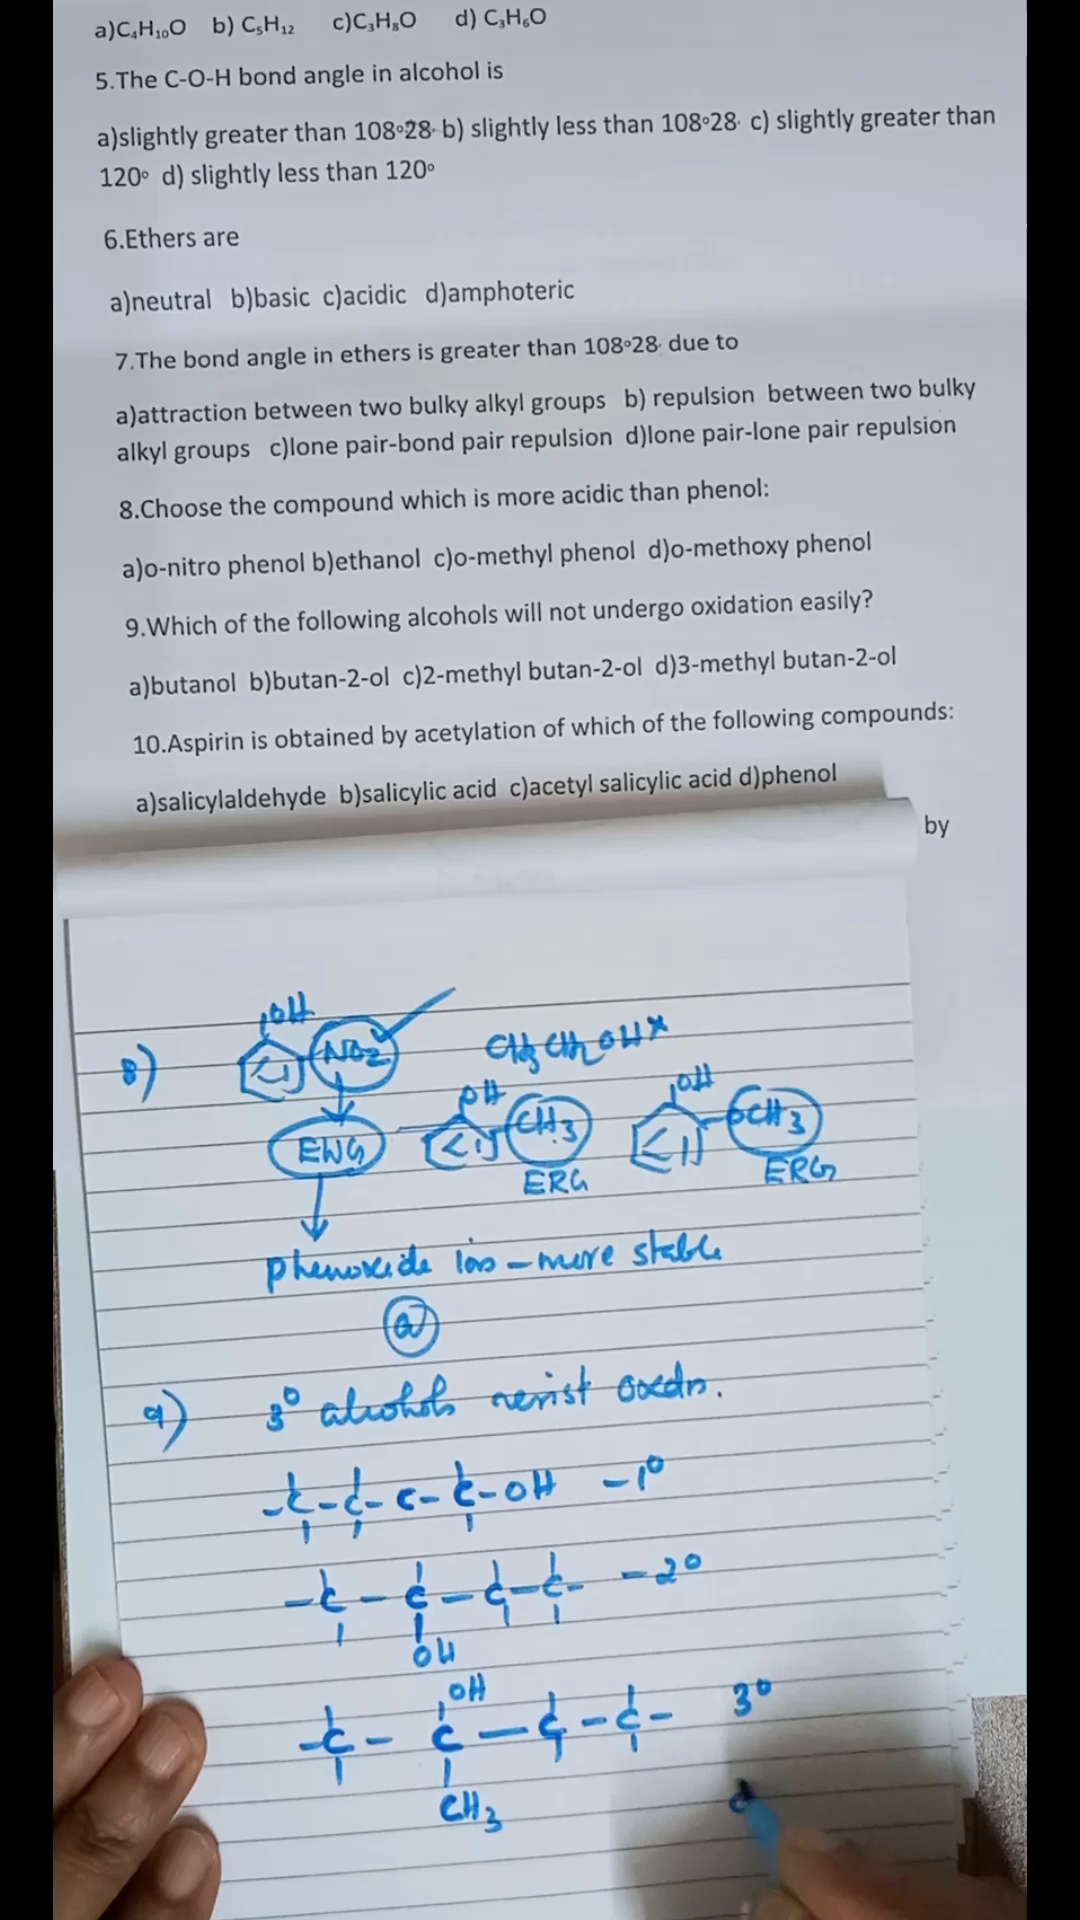 a)C₄H₁₀O b) C₅H₁₂ c)C₃H₈O d) C₃H₆O
5.The C-O-H bond angle in alcohol is
a)slightly greater than 108°28' b) slightly less than 108°28' c) slightly greater than
120° d) slightly less than 120°
6.Ethers are
a)neutral b)basic c)acidic d)amphoteric
7.The bond angle in ethers is greater than 108°28' due to
a)attraction between two bulky alkyl groups b) repulsion between two bulky
alkyl groups c)lone pair-bond pair repulsion d)lone pair-lone pair repulsion
8.Choose the compound which is more acidic than phenol:
a)o-nitro phenol b)ethanol c)o-methyl phenol d)o-methoxy phenol
9.Which of the following alcohols will not undergo oxidation easily?
a)butanol b)butan-2-ol c)2-methyl butan-2-ol d)3-methyl butan-2-ol
10.Aspirin is obtained by acetylation of which of the following compounds:
a)salicylaldehyde b)salicylic acid c)acetyl salicylic acid d)phenol
by
OH
8) NO2 CH3 CH2 OH x
OH OH
EWG CH3 OCH3
ERG ERG
phenoxide ion - more stable
a
9) 3° alcohols resist oxdn.
-C-C-C-C-OH -1°
-C-C-C-C- -2°
OH
OH
-C-C-C-C- 3°
CH3